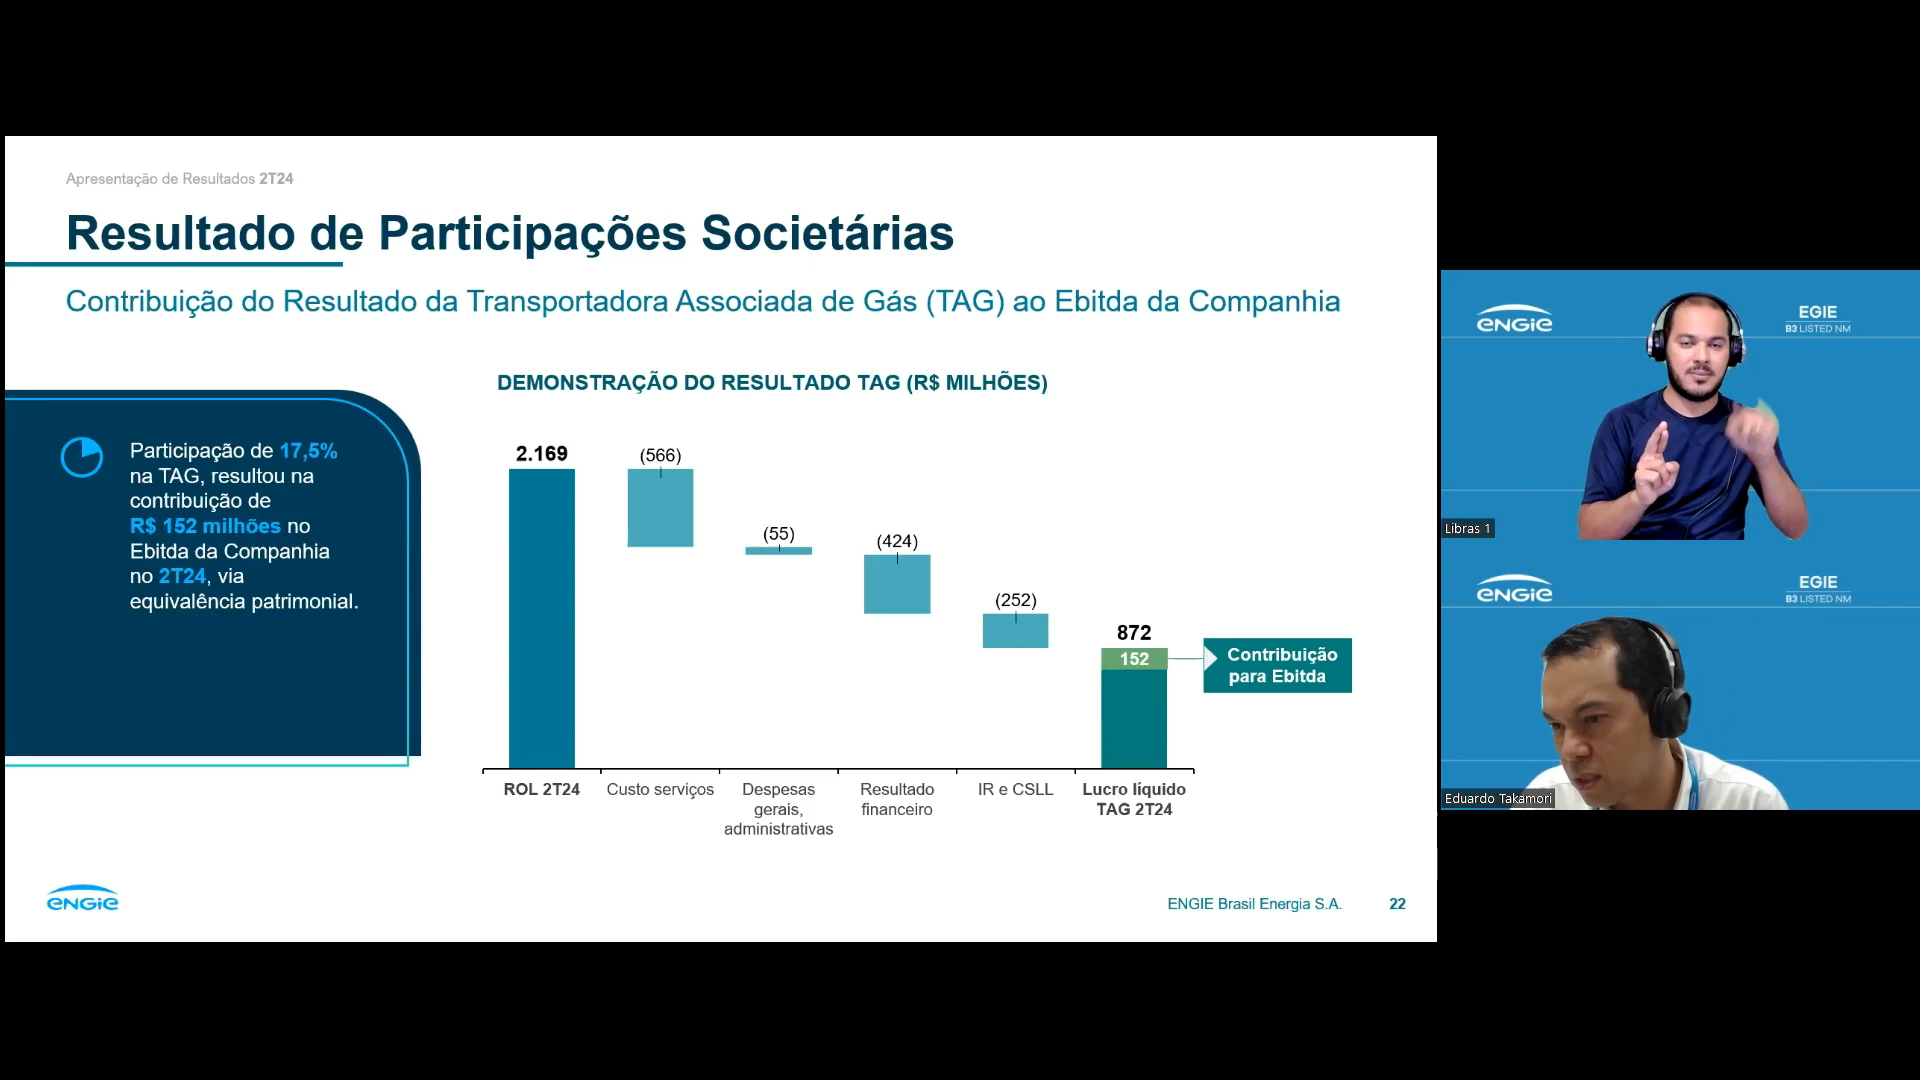 Apresentação de Resultados 2T24
Resultado de Participações Societárias
Contribuição do Resultado da Transportadora Associada de Gás (TAG) ao Ebitda da Companhia
Participação de 17,5%
na TAG, resultou na
contribuição de
R$ 152 milhões no
Ebitda da Companhia
no 2T24, via
equivalência patrimonial.
DEMONSTRAÇÃO DO RESULTADO TAG (R$ MILHÕES)
2.169
(566)
(55)
(424)
(252)
872
152
Contribuição
para Ebitda
ROL 2T24
Custo serviços
Despesas
gerais,
administrativas
Resultado
financeiro
IR e CSLL
Lucro líquido
TAG 2T24
ENGIE
ENGIE Brasil Energia S.A. 22
ENGIE
EGIE
B3 LISTED NM
Libras 1
ENGIE
EGIE
B3 LISTED NM
Eduardo Takamori